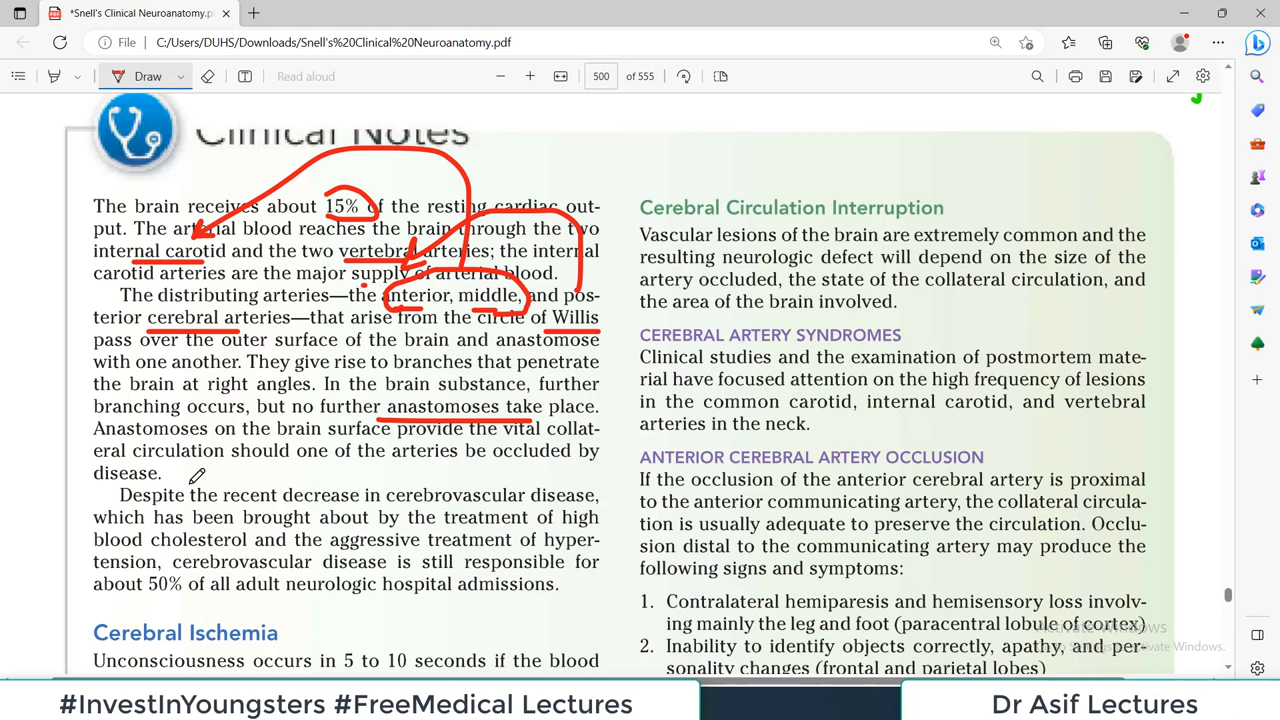 *Snell's Clinical Neuroanatomy.p
File C:/Users/DUHS/Downloads/Snell's%20Clinical%20Neuroanatomy.pdf
Draw Read aloud 500 of 555
Clinical Notes
The brain receives about 15% of the resting cardiac out-
put. The arterial blood reaches the brain through the two
internal carotid and the two vertebral arteries; the internal
carotid arteries are the major supply of arterial blood.
The distributing arteries—the anterior, middle, and pos-
terior cerebral arteries—that arise from the circle of Willis
pass over the outer surface of the brain and anastomose
with one another. They give rise to branches that penetrate
the brain at right angles. In the brain substance, further
branching occurs, but no further anastomoses take place.
Anastomoses on the brain surface provide the vital collat-
eral circulation should one of the arteries be occluded by
disease.
Despite the recent decrease in cerebrovascular disease,
which has been brought about by the treatment of high
blood cholesterol and the aggressive treatment of hyper-
tension, cerebrovascular disease is still responsible for
about 50% of all adult neurologic hospital admissions.
Cerebral Ischemia
Unconsciousness occurs in 5 to 10 seconds if the blood
Cerebral Circulation Interruption
Vascular lesions of the brain are extremely common and the
resulting neurologic defect will depend on the size of the
artery occluded, the state of the collateral circulation, and
the area of the brain involved.
CEREBRAL ARTERY SYNDROMES
Clinical studies and the examination of postmortem mate-
rial have focused attention on the high frequency of lesions
in the common carotid, internal carotid, and vertebral
arteries in the neck.
ANTERIOR CEREBRAL ARTERY OCCLUSION
If the occlusion of the anterior cerebral artery is proximal
to the anterior communicating artery, the collateral circula-
tion is usually adequate to preserve the circulation. Occlu-
sion distal to the communicating artery may produce the
following signs and symptoms:
1. Contralateral hemiparesis and hemisensory loss involv-
ing mainly the leg and foot (paracentral lobule of cortex)
2. Inability to identify objects correctly, apathy, and per-
sonality changes (frontal and parietal lobes)
Activate Windows
Activate Windows.
#InvestInYoungsters #FreeMedical Lectures
Dr Asif Lectures